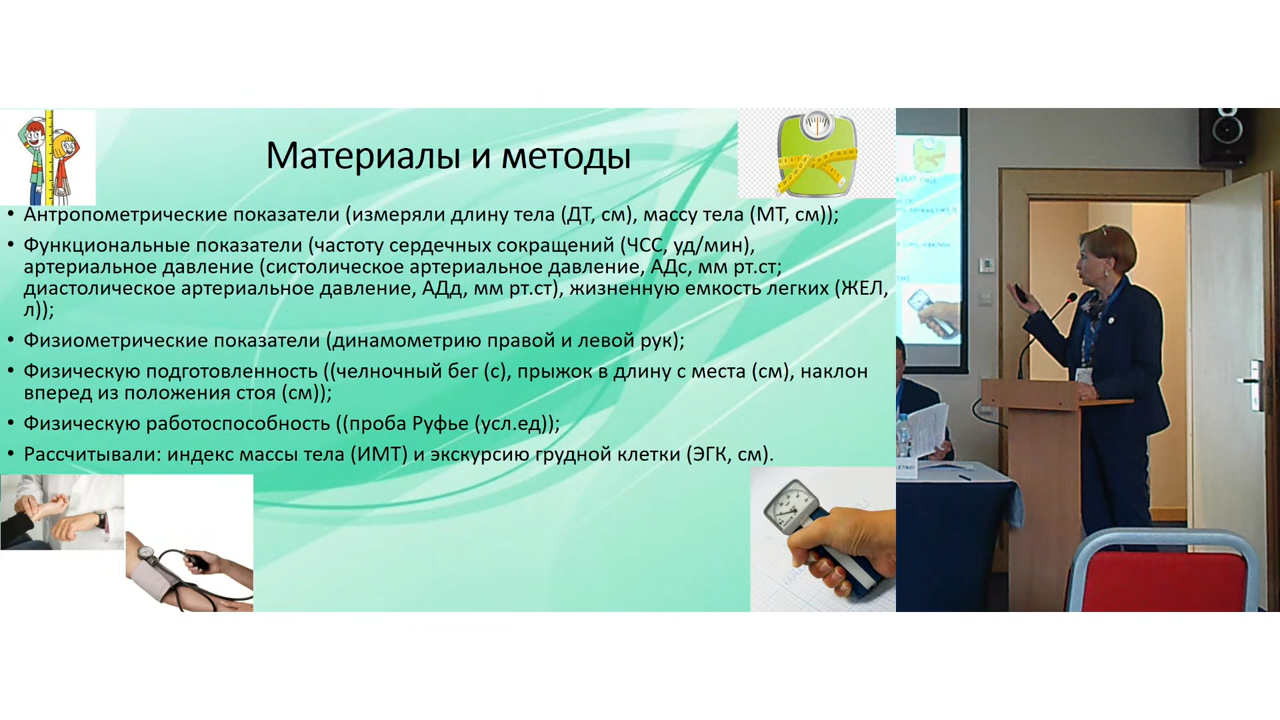 Материалы и методы
• Антропометрические показатели (измеряли длину тела (ДТ, см), массу тела (МТ, см));
• Функциональные показатели (частоту сердечных сокращений (ЧСС, уд/мин),
артериальное давление (систолическое артериальное давление, АДс, мм рт.ст;
диастолическое артериальное давление, АДд, мм рт.ст), жизненную емкость легких (ЖЕЛ,
л));
• Физиометрические показатели (динамометрию правой и левой рук);
• Физическую подготовленность ((челночный бег (с), прыжок в длину с места (см), наклон
вперед из положения стоя (см));
• Физическую работоспособность ((проба Руфье (усл.ед));
• Рассчитывали: индекс массы тела (ИМТ) и экскурсию грудной клетки (ЭГК, см).